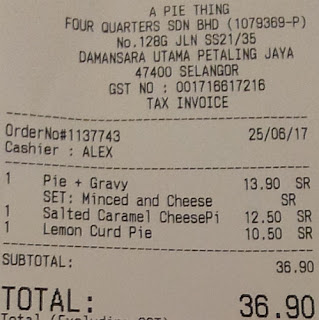 A PIE THING
FOUR QUARTERS SDN BHD (1079369-P)
No.128G JLN SS21/35
DAMANSARA UTAMA PETALING JAYA
47400 SELANGOR
GST NO : 001716617216
TAX INVOICE
OrderNo#1137743 25/06/17
Cashier : ALEX
1 Pie + Gravy 13.90 SR
SET: Minced and Cheese SR
1 Salted Caramel CheesePi 12.50 SR
1 Lemon Curd Pie 10.50 SR
SUBTOTAL: 36.90
TOTAL: 36.90
Total (Excluding GST)